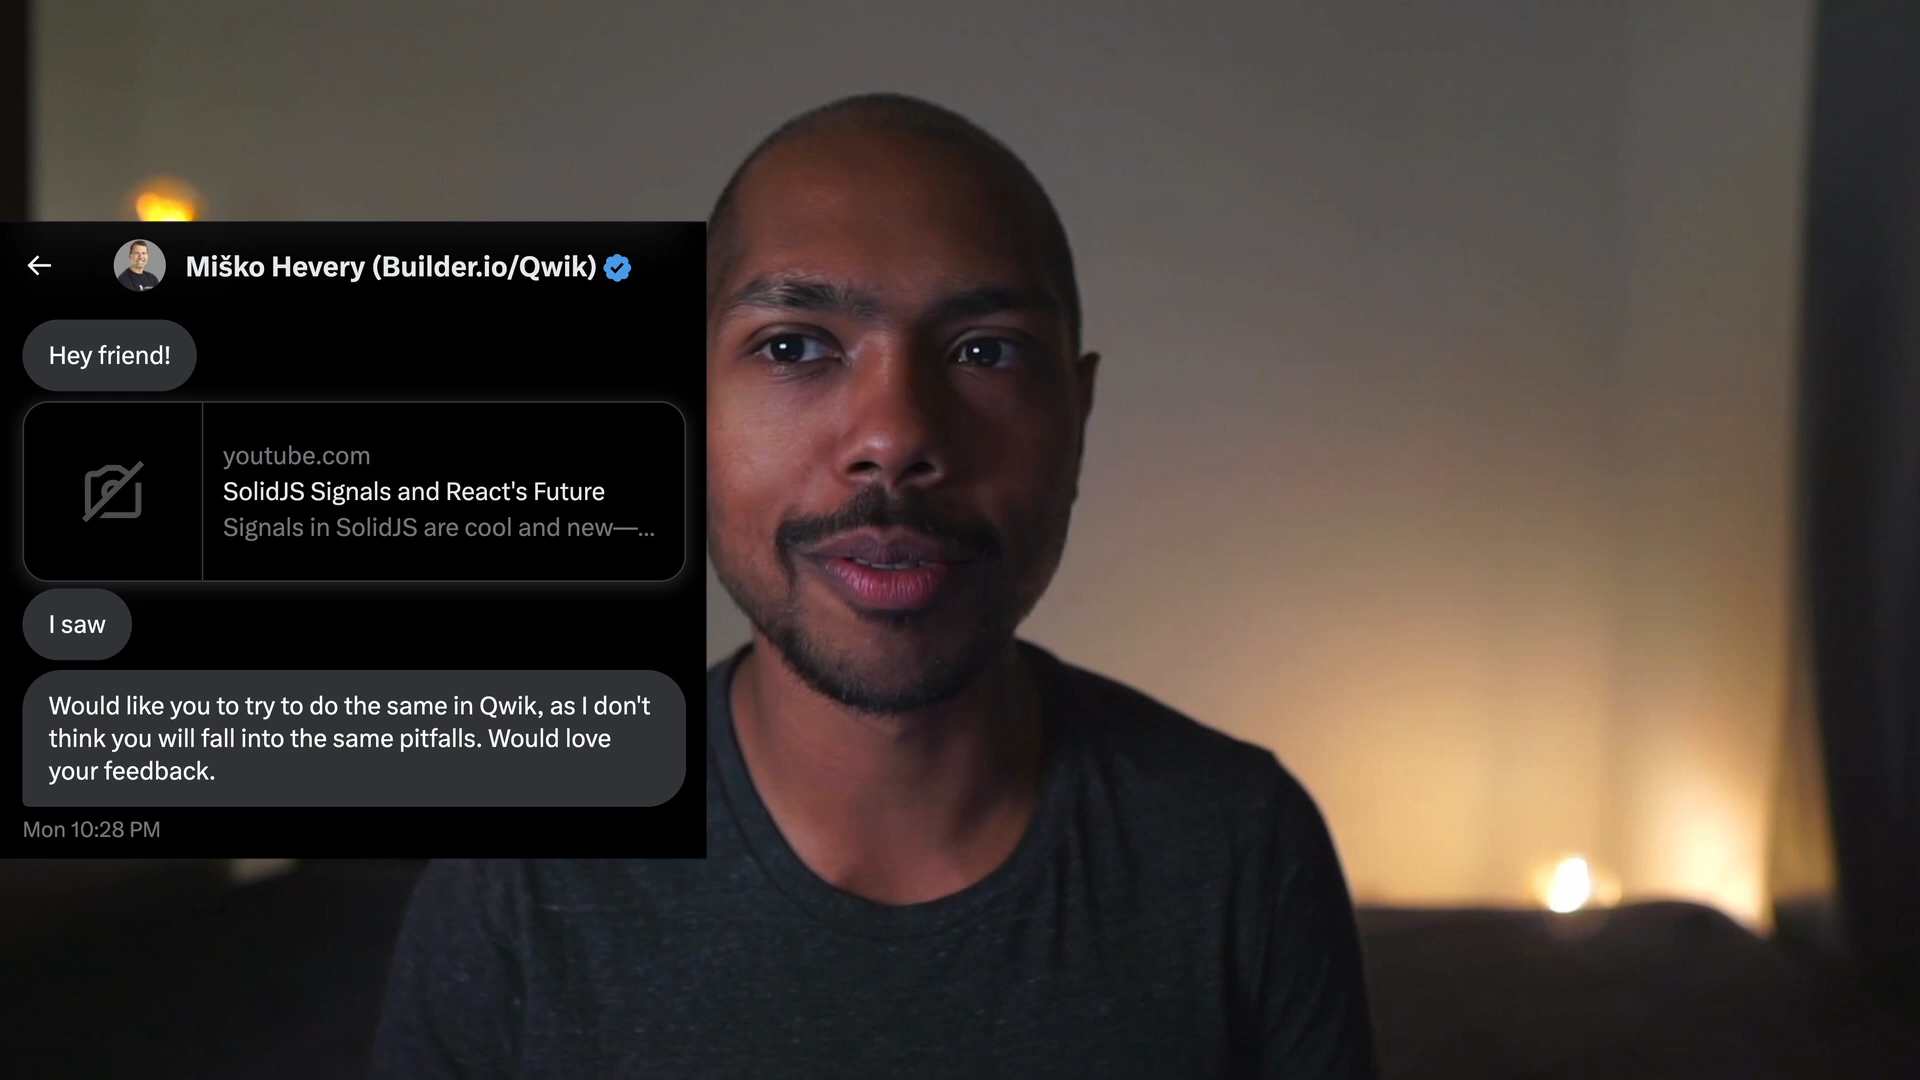 Miško Hevery (Builder.io/Qwik)
Hey friend!
youtube.com
SolidJS Signals and React's Future
Signals in SolidJS are cool and new—...
I saw
Would like you to try to do the same in Qwik, as I don't
think you will fall into the same pitfalls. Would love
your feedback.
Mon 10:28 PM